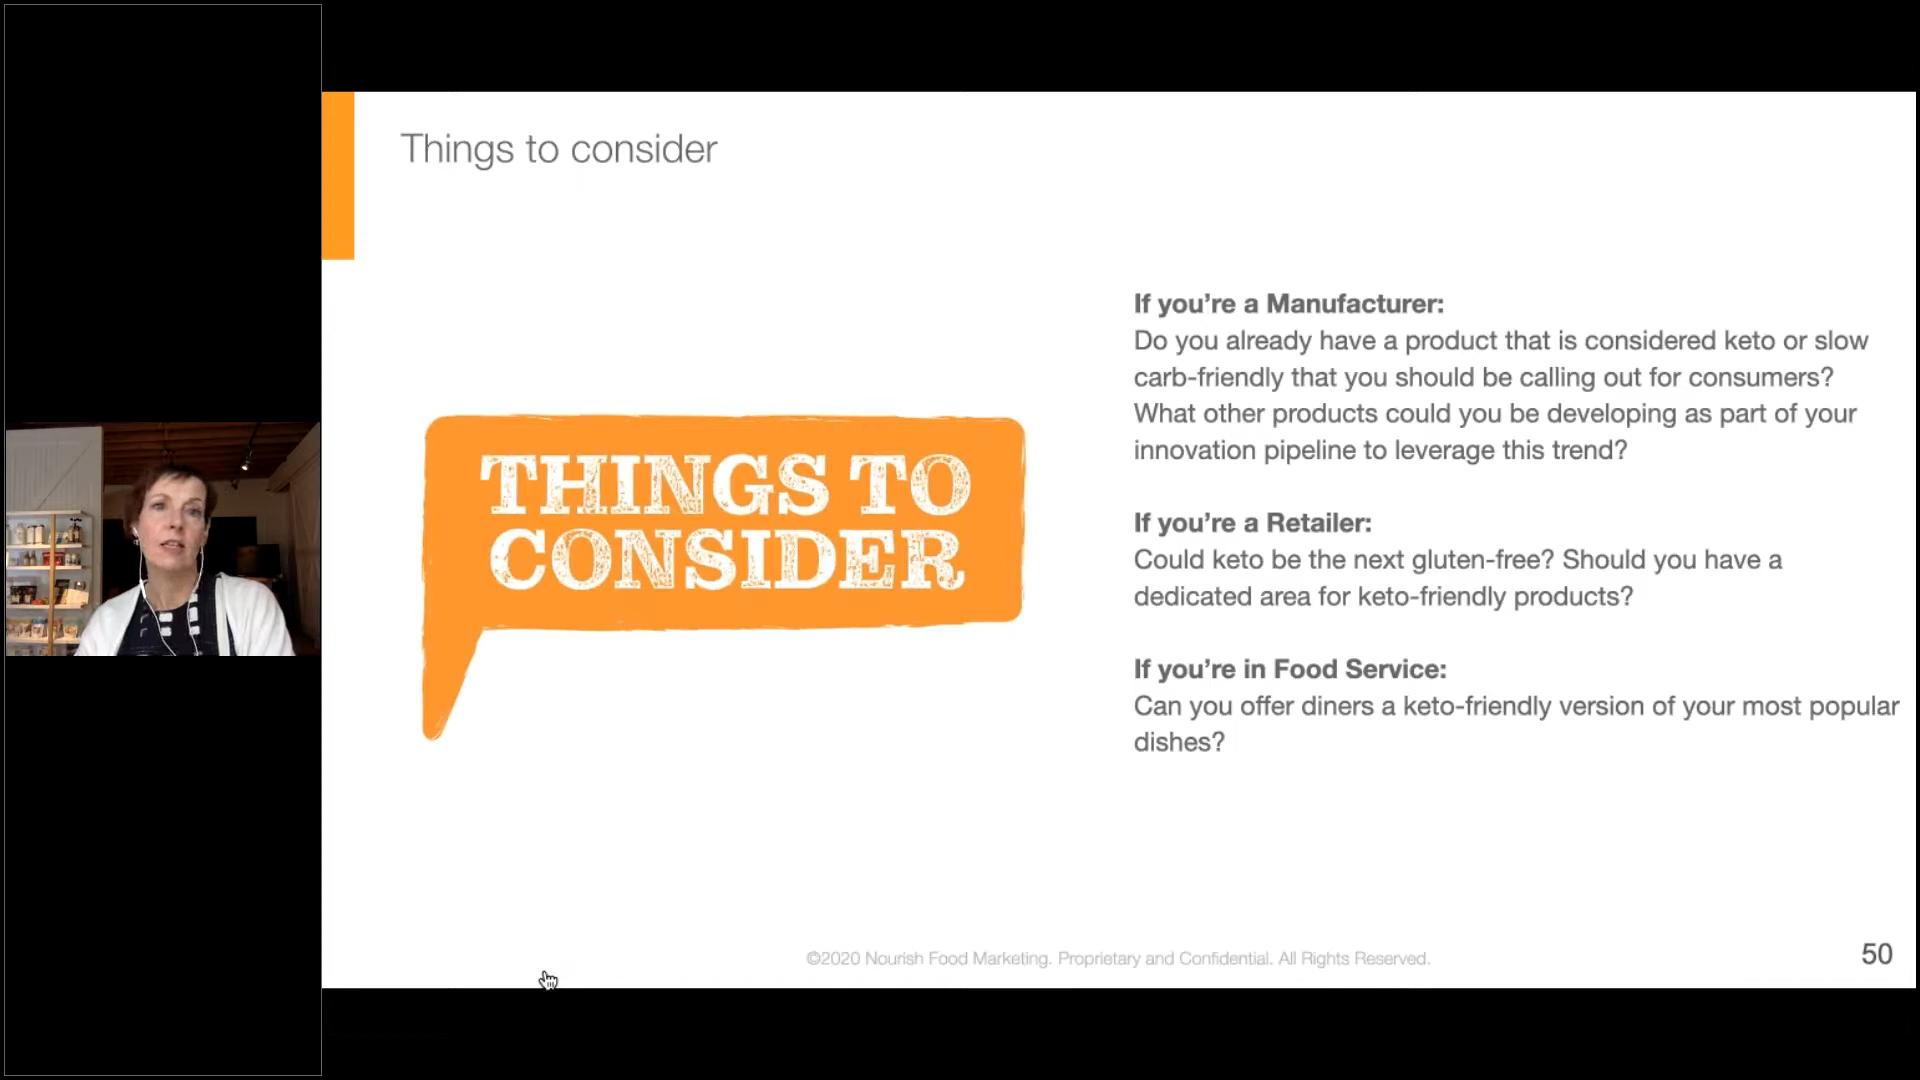 Things to consider
THINGS TO
CONSIDER
If you’re a Manufacturer:
Do you already have a product that is considered keto or slow
carb-friendly that you should be calling out for consumers?
What other products could you be developing as part of your
innovation pipeline to leverage this trend?
If you’re a Retailer:
Could keto be the next gluten-free? Should you have a
dedicated area for keto-friendly products?
If you’re in Food Service:
Can you offer diners a keto-friendly version of your most popular
dishes?
©2020 Nourish Food Marketing. Proprietary and Confidential. All Rights Reserved.
50